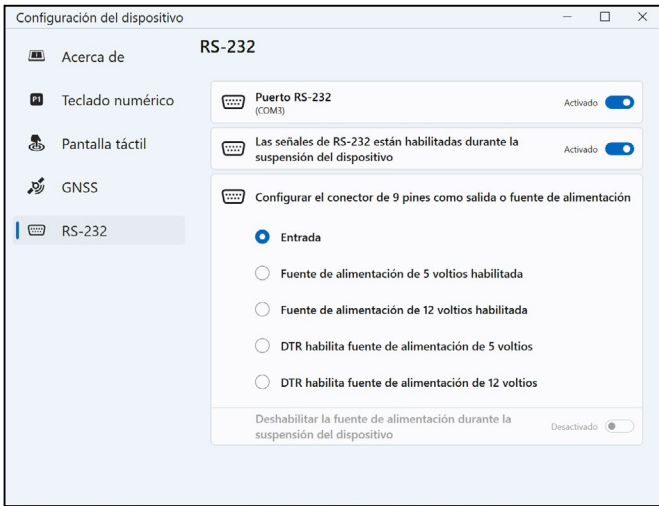 Configuración del dispositivo
Acerca de
P1
Teclado numérico
Pantalla táctil
GNSS
RS-232
RS-232
Puerto RS-232
(COM3)
Activado
Las señales de RS-232 están habilitadas durante la
suspensión del dispositivo
Activado
Configurar el conector de 9 pines como salida o fuente de alimentación
Entrada
Fuente de alimentación de 5 voltios habilitada
Fuente de alimentación de 12 voltios habilitada
DTR habilita fuente de alimentación de 5 voltios
DTR habilita fuente de alimentación de 12 voltios
Deshabilitar la fuente de alimentación durante la
suspensión del dispositivo
Desactivado